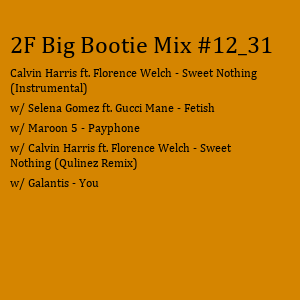 2F Big Bootie Mix #12_31
Calvin Harris ft. Florence Welch - Sweet Nothing
(Instrumental)
w/ Selena Gomez ft. Gucci Mane - Fetish
w/ Maroon 5 - Payphone
w/ Calvin Harris ft. Florence Welch - Sweet
Nothing (Qulinez Remix)
w/ Galantis - You